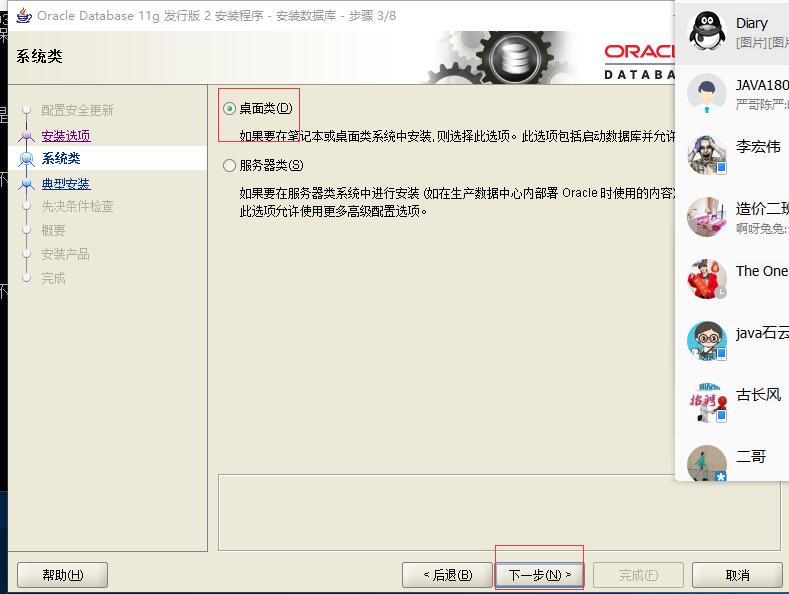 Oracle Database 11g 发行版 2 安装程序 - 安装数据库 - 步骤 3/8
系统类
ORACL
DATABA
配置安全更新
安装选项
系统类
典型安装
先决条件检查
概要
安装产品
完成
桌面类(D)
如果要在笔记本或桌面类系统中安装, 则选择此选项。此选项包括启动数据库并允许
服务器类(S)
如果要在服务器类系统中进行安装 (如在生产数据中心内部署 Oracle 时使用的内容)
此选项允许使用更多高级配置选项。
帮助(H)
< 后退(B)
下一步(N) >
完成(F)
取消
Diary
[图片][图片
JAVA180
严哥陈严:
李宏伟
造价二班
啊呀兔兔:
The One
java石云
古长风
招聘
二哥